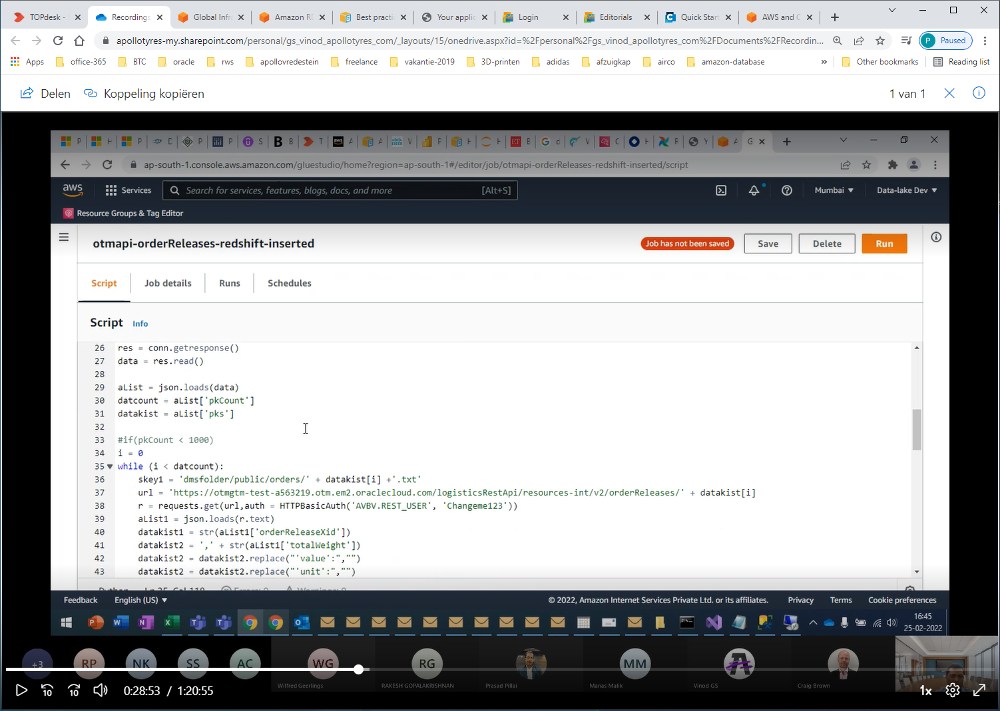 TOPdesk -
Recordings
Global Infr
Amazon R
Best practi
Your applic
Login
Editorials
Quick Start
AWS and C
apollotyres-my.sharepoint.com/personal/gs_vinod_apollotyres_com/_layouts/15/onedrive.aspx?id=%2Fpersonal%2Fgs_vinod_apollotyres_com%2FDocuments%2FRecordin...
P Paused
Apps office-365 BTC oracle rws apollovredestein freelance vakantie-2019 3D-printen adidas afzuigkap airco amazon-database » Other bookmarks Reading list
Delen Koppeling kopiëren 1 van 1
ap-south-1.console.aws.amazon.com/gluestudio/home?region=ap-south-1#/editor/job/otmapi-orderReleases-redshift-inserted/script
aws Services Search for services, features, blogs, docs, and more [Alt+S] Mumbai Data-lake Dev
Resource Groups & Tag Editor
otmapi-orderReleases-redshift-inserted Job has not been saved Save Delete Run
Script Job details Runs Schedules
Script Info
26 res = conn.getresponse()
27 data = res.read()
28
29 aList = json.loads(data)
30 datcount = aList['pkCount']
31 datakist = aList['pks']
32
33 #if(pkCount < 1000)
34 i = 0
35 while (i < datcount):
36 skey1 = 'dmsfolder/public/orders/' + datakist[i] +'.txt'
37 url = 'https://otmgtm-test-a563219.otm.em2.oraclecloud.com/logisticsRestApi/resources-int/v2/orderReleases/' + datakist[i]
38 r = requests.get(url,auth = HTTPBasicAuth('AVBV.REST_USER', 'Changeme123'))
39 aList1 = json.loads(r.text)
40 datakist1 = str(aList1['orderReleaseXid'])
41 datakist2 = ',' + str(aList1['totalWeight'])
42 datakist2 = datakist2.replace("'value':","")
43 datakist2 = datakist2.replace("'unit':","")
Feedback English (US) © 2022, Amazon Internet Services Private Ltd. or its affiliates. Privacy Terms Cookie preferences
16:45
25-02-2022
+3 RP NK SS AC WG RG MM
Wilfred Geerlings RAKESH GOPALAKRISHNAN Prasad Pillai Manas Malik Vinod GS Craig Brown
10 10 0:28:53 / 1:20:55 1x